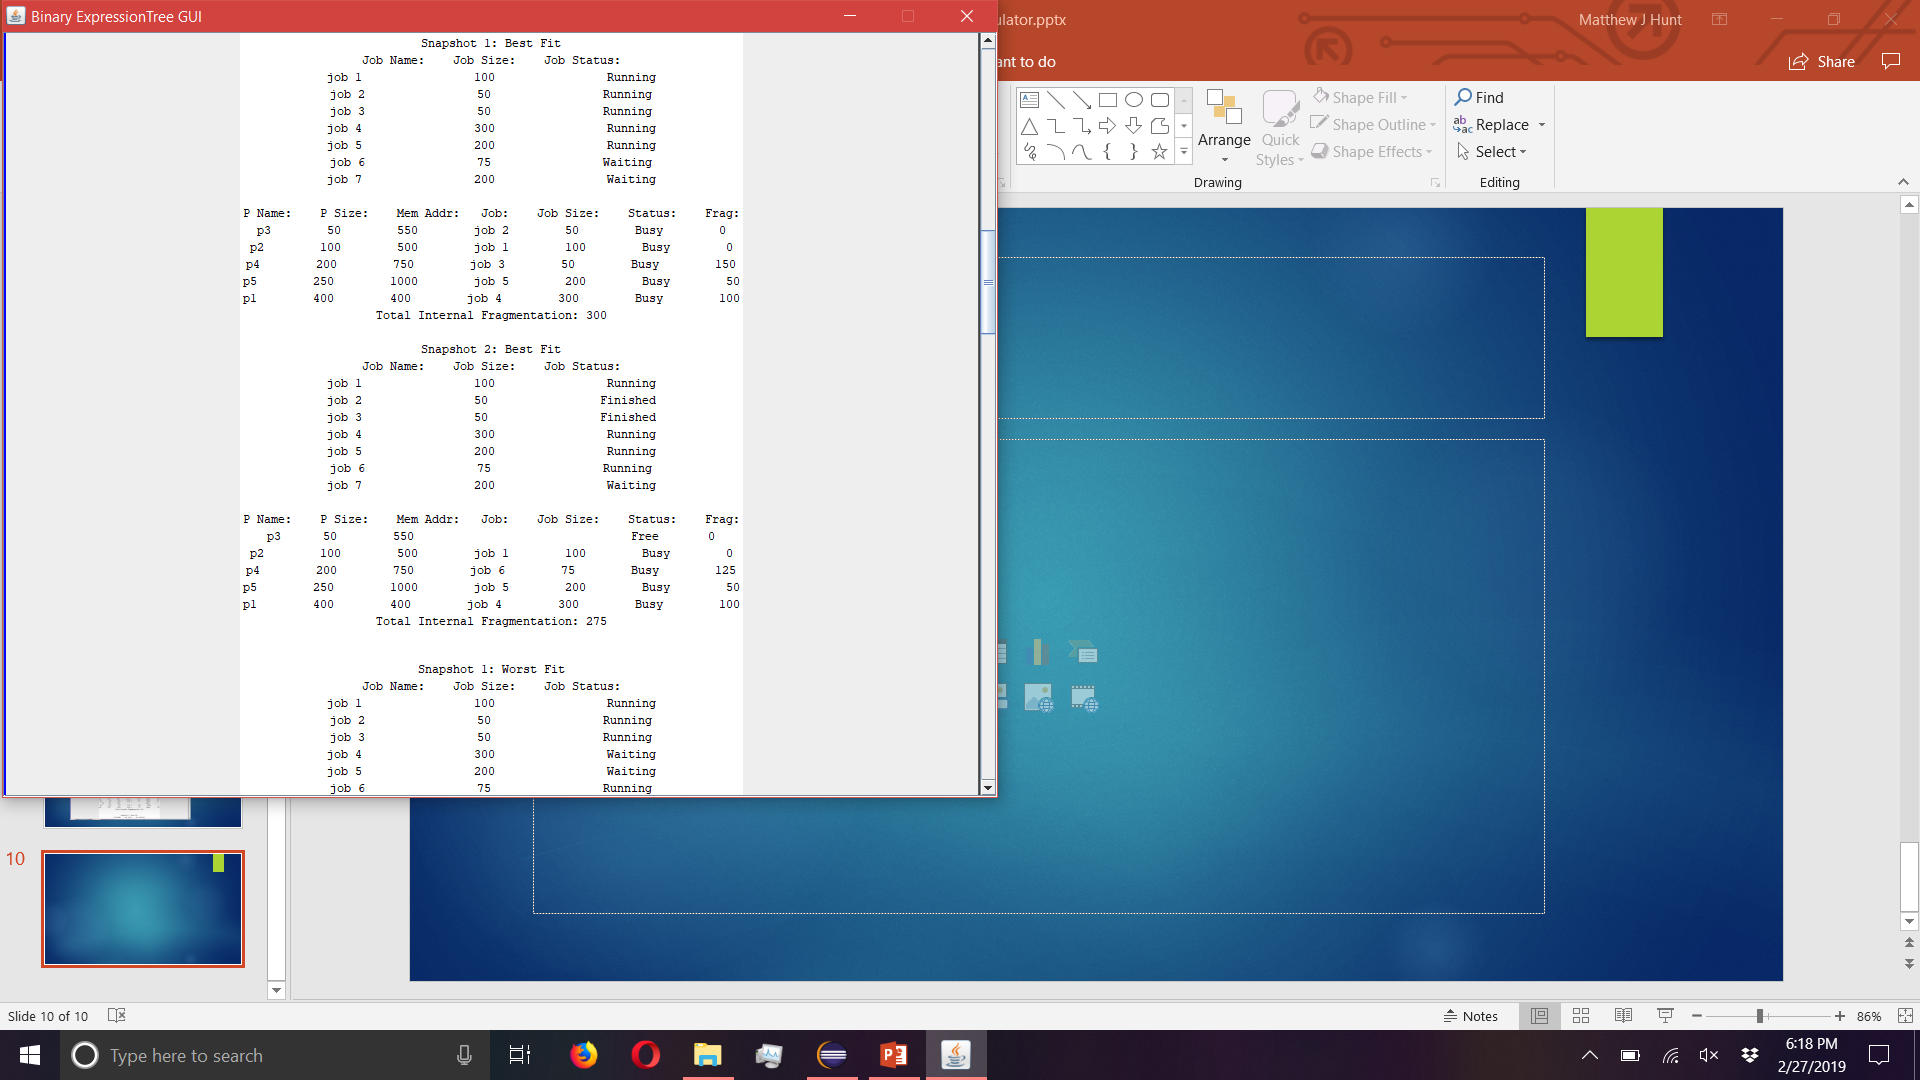 Binary ExpressionTree GUI
ulator.pptx
Matthew J Hunt
ant to do
Share
Arrange
Quick
Styles
Shape Fill
Shape Outline
Shape Effects
Drawing
Find
Replace
Select
Editing
Snapshot 1: Best Fit
Job Name: Job Size: Job Status:
job 1 100 Running
job 2 50 Running
job 3 50 Running
job 4 300 Running
job 5 200 Running
job 6 75 Waiting
job 7 200 Waiting
P Name: P Size: Mem Addr: Job: Job Size: Status: Frag:
p3 50 550 job 2 50 Busy 0
p2 100 500 job 1 100 Busy 0
p4 200 750 job 3 50 Busy 150
p5 250 1000 job 5 200 Busy 50
p1 400 400 job 4 300 Busy 100
Total Internal Fragmentation: 300
Snapshot 2: Best Fit
Job Name: Job Size: Job Status:
job 1 100 Running
job 2 50 Finished
job 3 50 Finished
job 4 300 Running
job 5 200 Running
job 6 75 Running
job 7 200 Waiting
P Name: P Size: Mem Addr: Job: Job Size: Status: Frag:
p3 50 550 Free 0
p2 100 500 job 1 100 Busy 0
p4 200 750 job 6 75 Busy 125
p5 250 1000 job 5 200 Busy 50
p1 400 400 job 4 300 Busy 100
Total Internal Fragmentation: 275
Snapshot 1: Worst Fit
Job Name: Job Size: Job Status:
job 1 100 Running
job 2 50 Running
job 3 50 Running
job 4 300 Waiting
job 5 200 Waiting
job 6 75 Running
10
Slide 10 of 10
Notes
86%
Type here to search
6:18 PM
2/27/2019